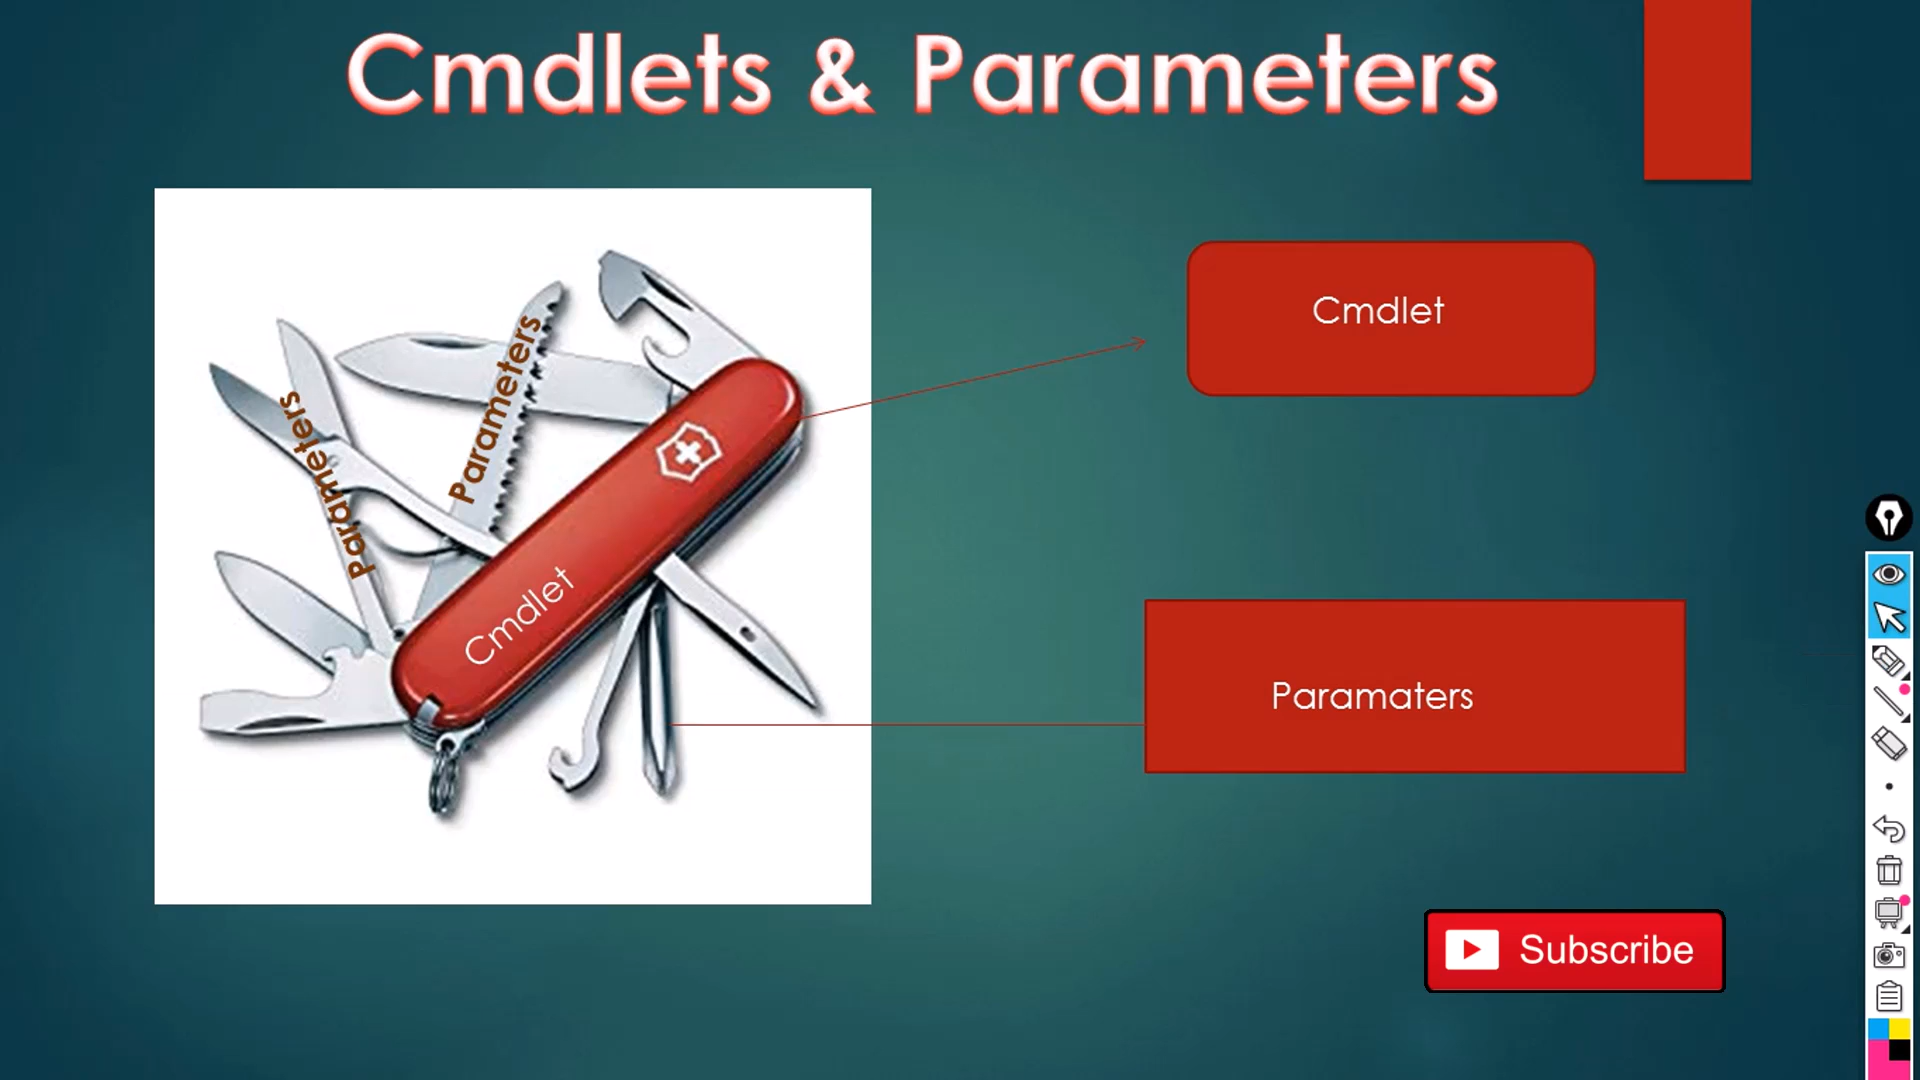 Cmdlets & Parameters
Parameters
Parameters
Cmdlet
Cmdlet
Paramaters
Subscribe